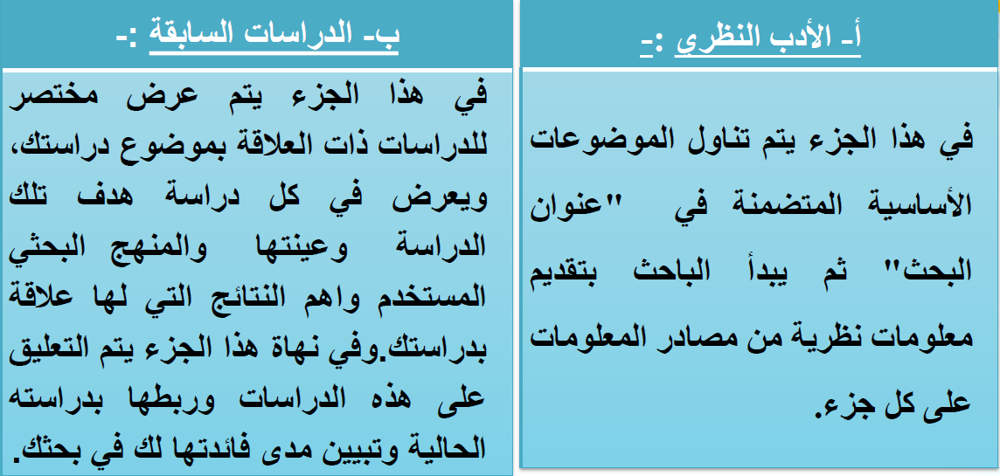 أ- الأدب النظري :-
في هذا الجزء يتم تناول الموضوعات
الأساسية المتضمنة في "عنوان
البحث" ثم يبدأ الباحث بتقديم
معلومات نظرية من مصادر المعلومات
على كل جزء.
ب- الدراسات السابقة :-
في هذا الجزء يتم عرض مختصر
للدراسات ذات العلاقة بموضوع دراستك،
ويعرض في كل دراسة هدف تلك
الدراسة وعينتها والمنهج البحثي
المستخدم واهم النتائج التي لها علاقة
بدراستك.وفي نهاة هذا الجزء يتم التعليق
على هذه الدراسات وربطها بدراسته
الحالية وتبيين مدى فائدتها لك في بحثك.